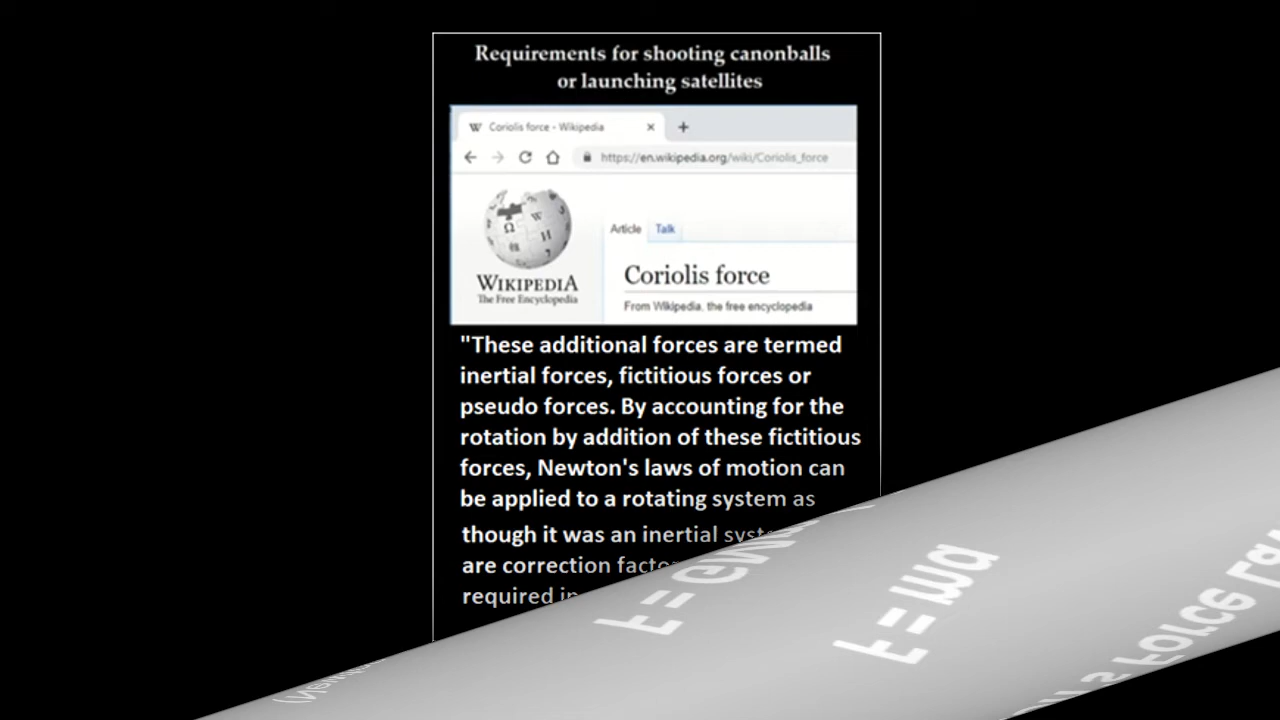 Requirements for shooting canonballs
or launching satellites
Coriolis force - Wikipedia
https://en.wikipedia.org/wiki/Coriolis_force
WIKIPEDIA
The Free Encyclopedia
Article Talk
Coriolis force
From Wikipedia, the free encyclopedia
"These additional forces are termed
inertial forces, fictitious forces or
pseudo forces. By accounting for the
rotation by addition of these fictitious
forces, Newton's laws of motion can
be applied to a rotating system as
though it was an inertial
are correction
required
F = ma
Force